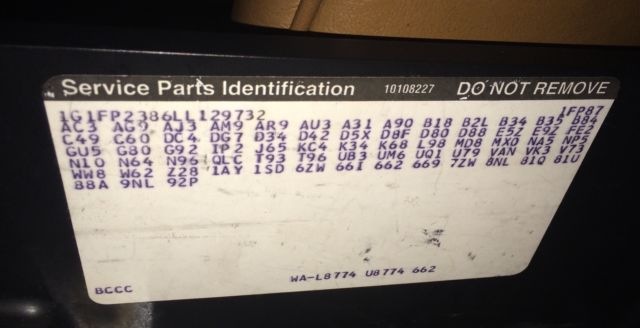 Service Parts Identification 10108227 DO NOT REMOVE
1G1FP2386LL129732 1FP87
AC3 AG9 AJ3 AM9 AR9 AU3 A31 A90 B18 B2L B34 B35 B84
C49 C60 DC4 DG7 D34 D42 D5X D8F D80 D88 E5Z E9Z FE2
GU5 G80 G92 IP2 J65 KC4 K34 K68 L98 MD8 MX0 NA5 NP5
N10 N64 N96 QLC T93 T96 UB3 UM6 UQ1 U79 VAN VK3 V73
WW8 W62 Z28 1AY 1SD 6ZW 66I 662 669 7ZW 8NL 81Q 81U
88A 9NL 92P
BCCC WA-L8774 U8774 662